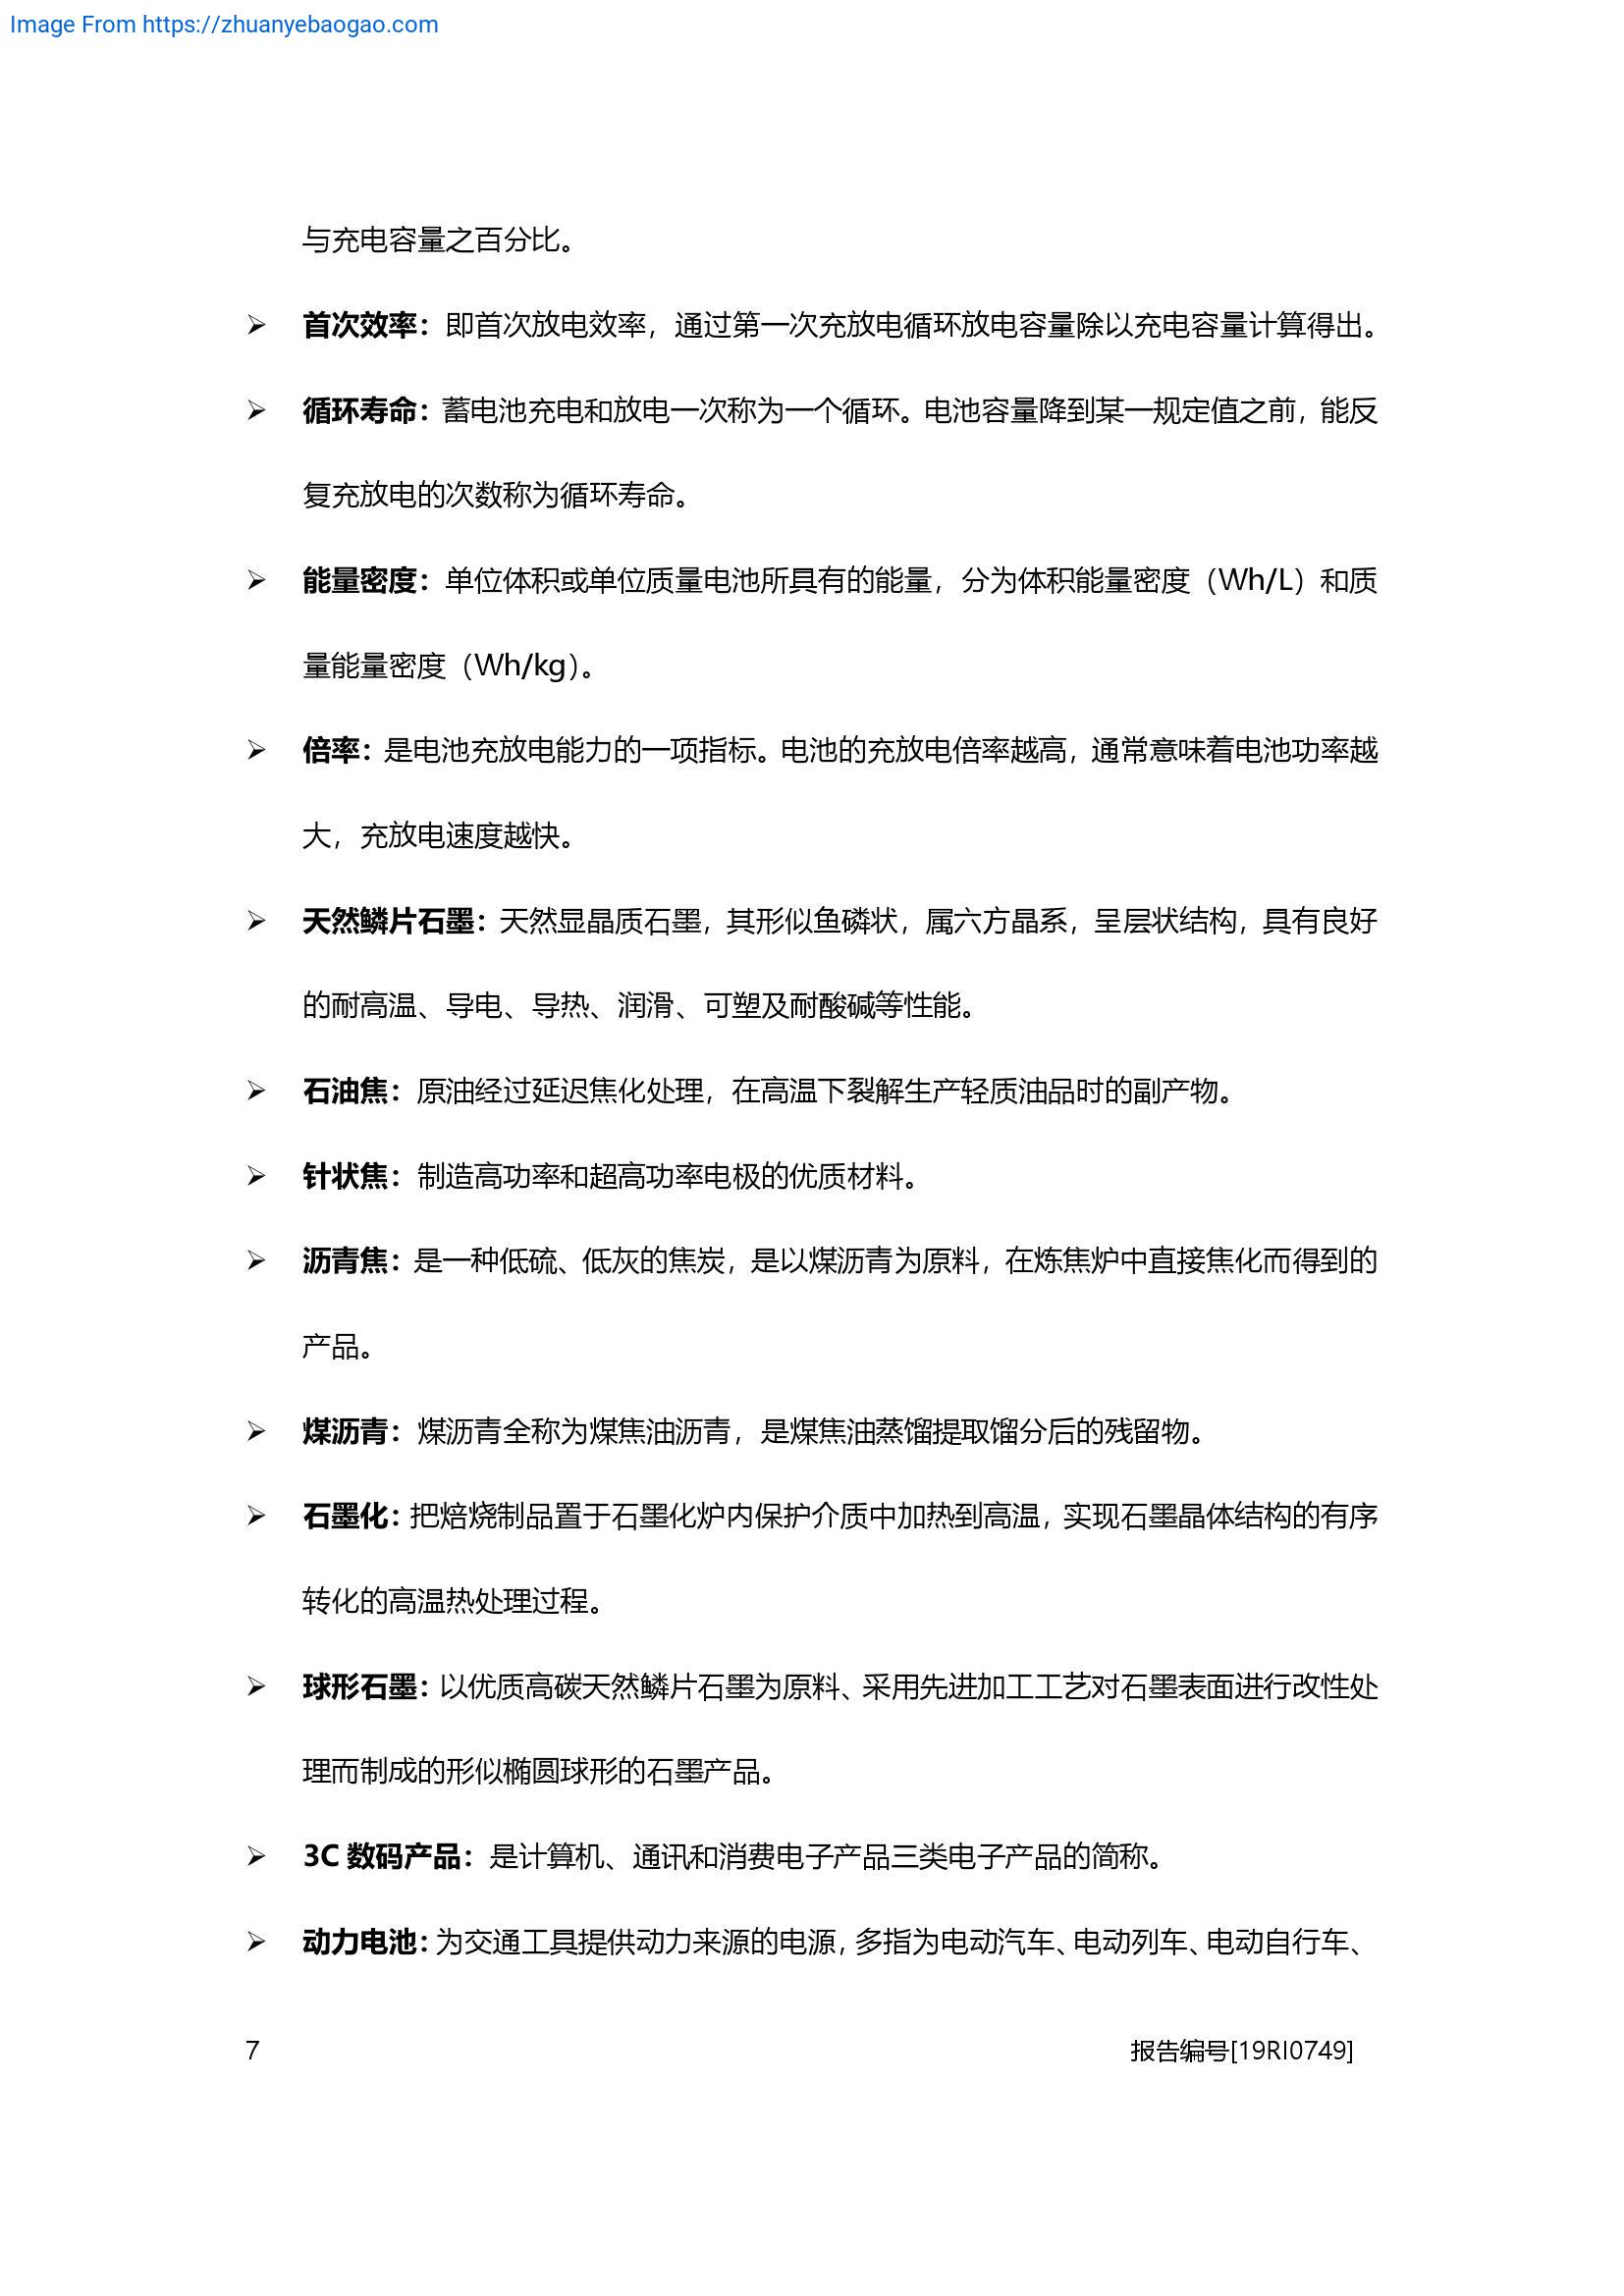 Image From https://zhuanyebaogao.com
与充电容量之百分比。
➢ 首次效率：即首次放电效率，通过第一次充放电循环放电容量除以充电容量计算得出。
➢ 循环寿命：蓄电池充电和放电一次称为一个循环。电池容量降到某一规定值之前，能反
复充放电的次数称为循环寿命。
➢ 能量密度：单位体积或单位质量电池所具有的能量，分为体积能量密度（Wh/L）和质
量能量密度（Wh/kg）。
➢ 倍率：是电池充放电能力的一项指标。电池的充放电倍率越高，通常意味着电池功率越
大，充放电速度越快。
➢ 天然鳞片石墨：天然显晶质石墨，其形似鱼磷状，属六方晶系，呈层状结构，具有良好
的耐高温、导电、导热、润滑、可塑及耐酸碱等性能。
➢ 石油焦：原油经过延迟焦化处理，在高温下裂解生产轻质油品时的副产物。
➢ 针状焦：制造高功率和超高功率电极的优质材料。
➢ 沥青焦：是一种低硫、低灰的焦炭，是以煤沥青为原料，在炼焦炉中直接焦化而得到的
产品。
➢ 煤沥青：煤沥青全称为煤焦油沥青，是煤焦油蒸馏提取馏分后的残留物。
➢ 石墨化：把焙烧制品置于石墨化炉内保护介质中加热到高温，实现石墨晶体结构的有序
转化的高温热处理过程。
➢ 球形石墨：以优质高碳天然鳞片石墨为原料、采用先进加工工艺对石墨表面进行改性处
理而制成的形似椭圆球形的石墨产品。
➢ 3C 数码产品：是计算机、通讯和消费电子产品三类电子产品的简称。
➢ 动力电池：为交通工具提供动力来源的电源，多指为电动汽车、电动列车、电动自行车、
7 报告编号[19RI0749]